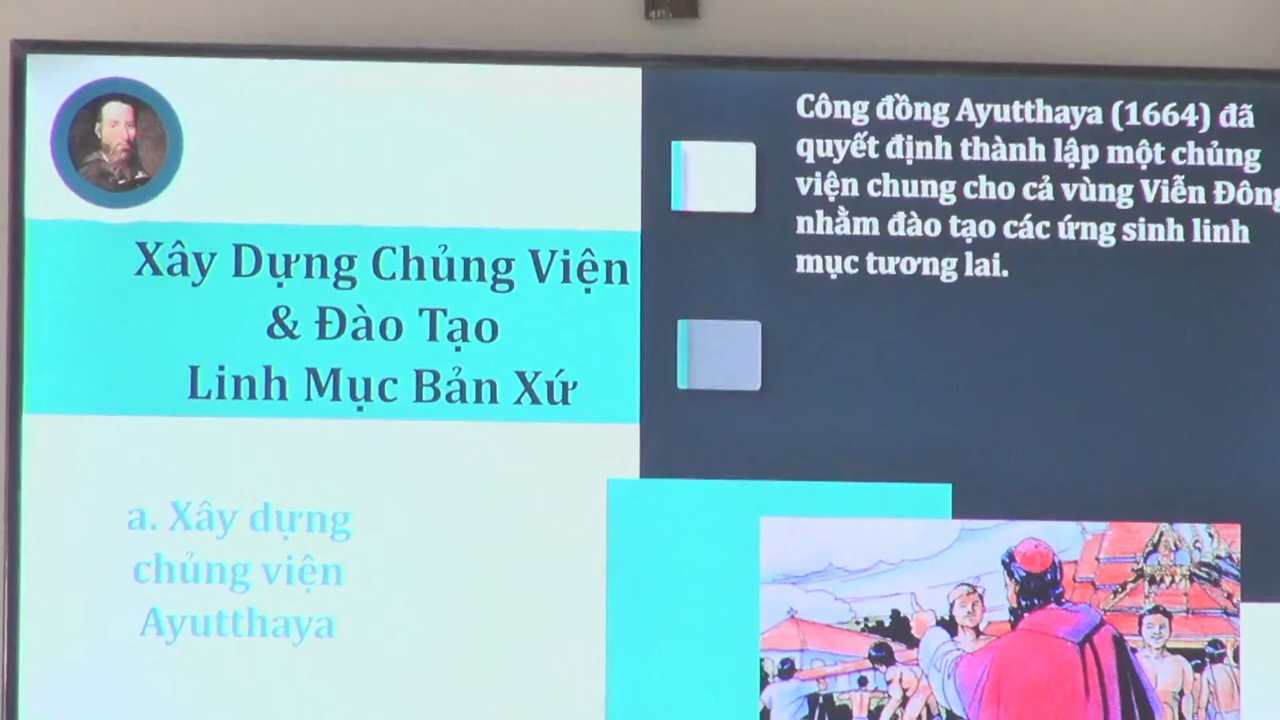 Xây Dựng Chủng Viện
& Đào Tạo
Linh Mục Bản Xứ
a. Xây dựng
chủng viện
Ayutthaya
Công đồng Ayutthaya (1664) đã
quyết định thành lập một chủng
viện chung cho cả vùng Viễn Đông
nhằm đào tạo các ứng sinh linh
mục tương lai.